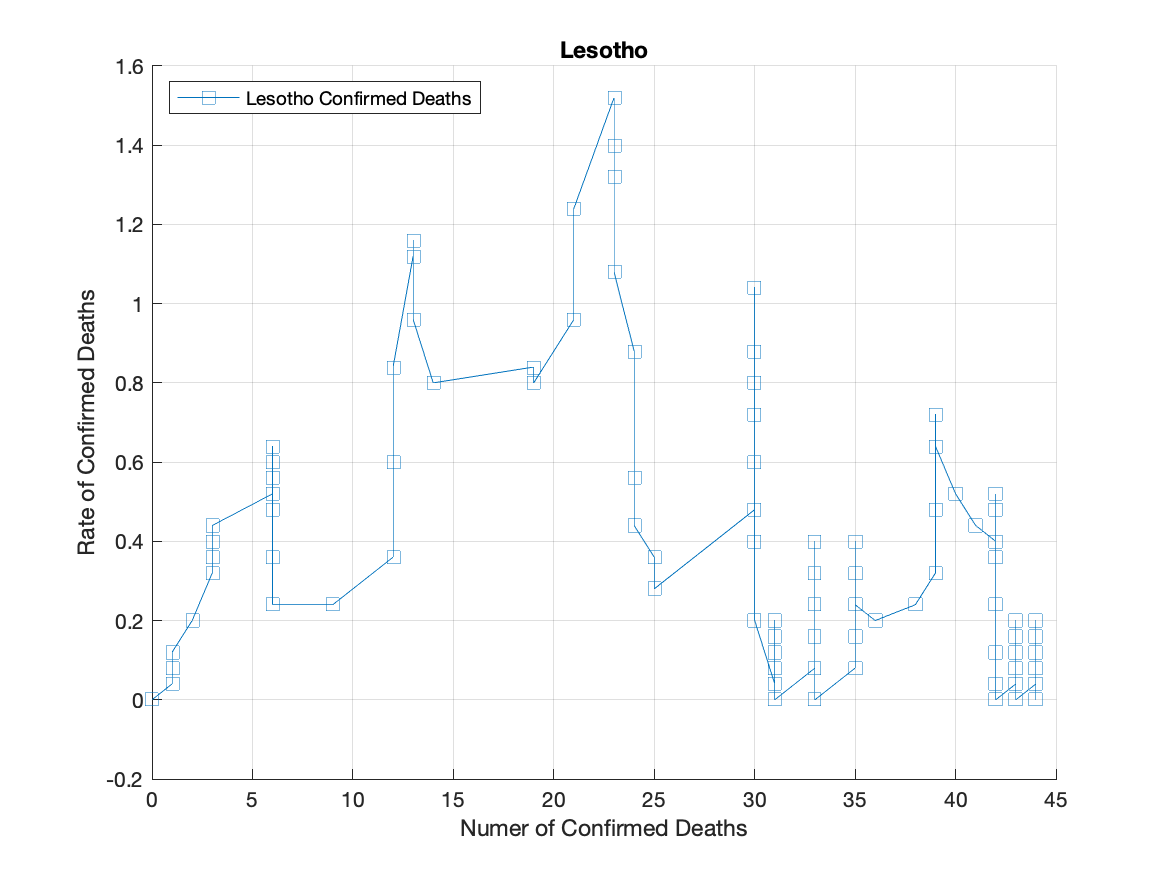 Lesotho
Lesotho Confirmed Deaths
Rate of Confirmed Deaths
1.6
1.4
1.2
1
0.8
0.6
0.4
0.2
0
-0.2
0 5 10 15 20 25 30 35 40 45
Numer of Confirmed Deaths